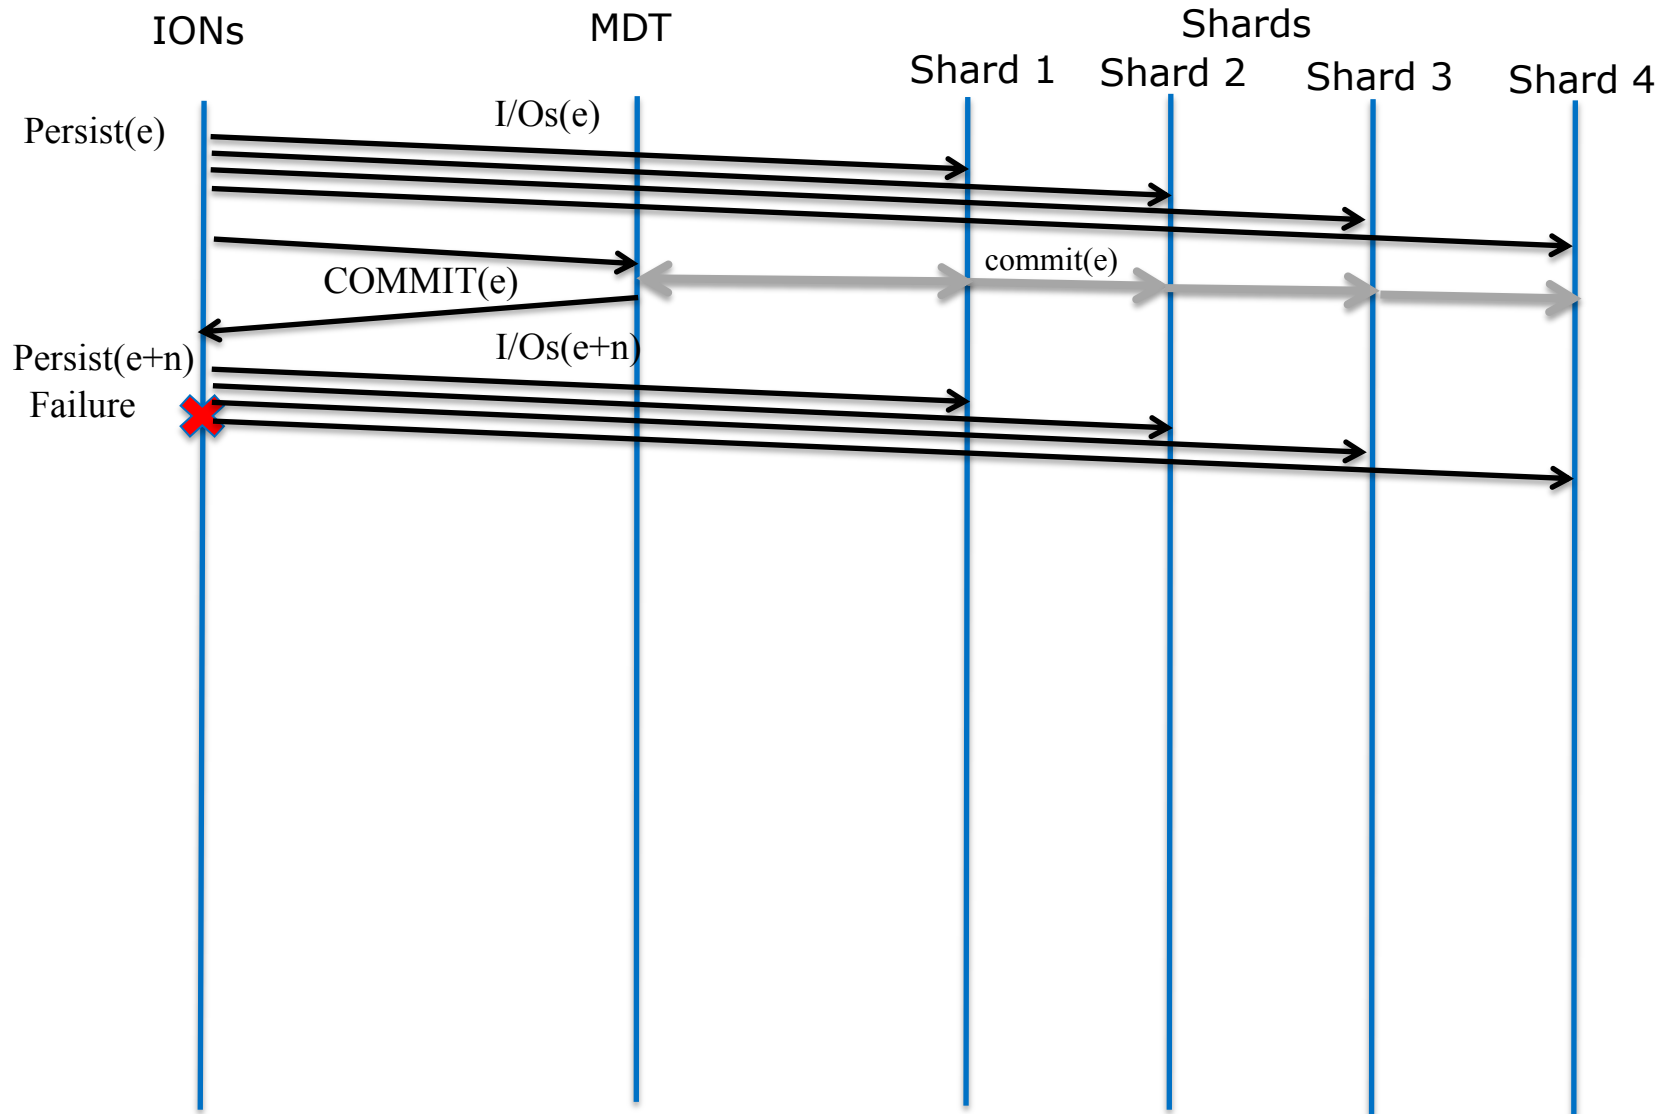 IONs
MDT
Shards
Shard 1
Shard 2
Shard 3
Shard 4
Persist(e)
I/Os(e)
COMMIT(e)
commit(e)
Persist(e+n)
I/Os(e+n)
Failure